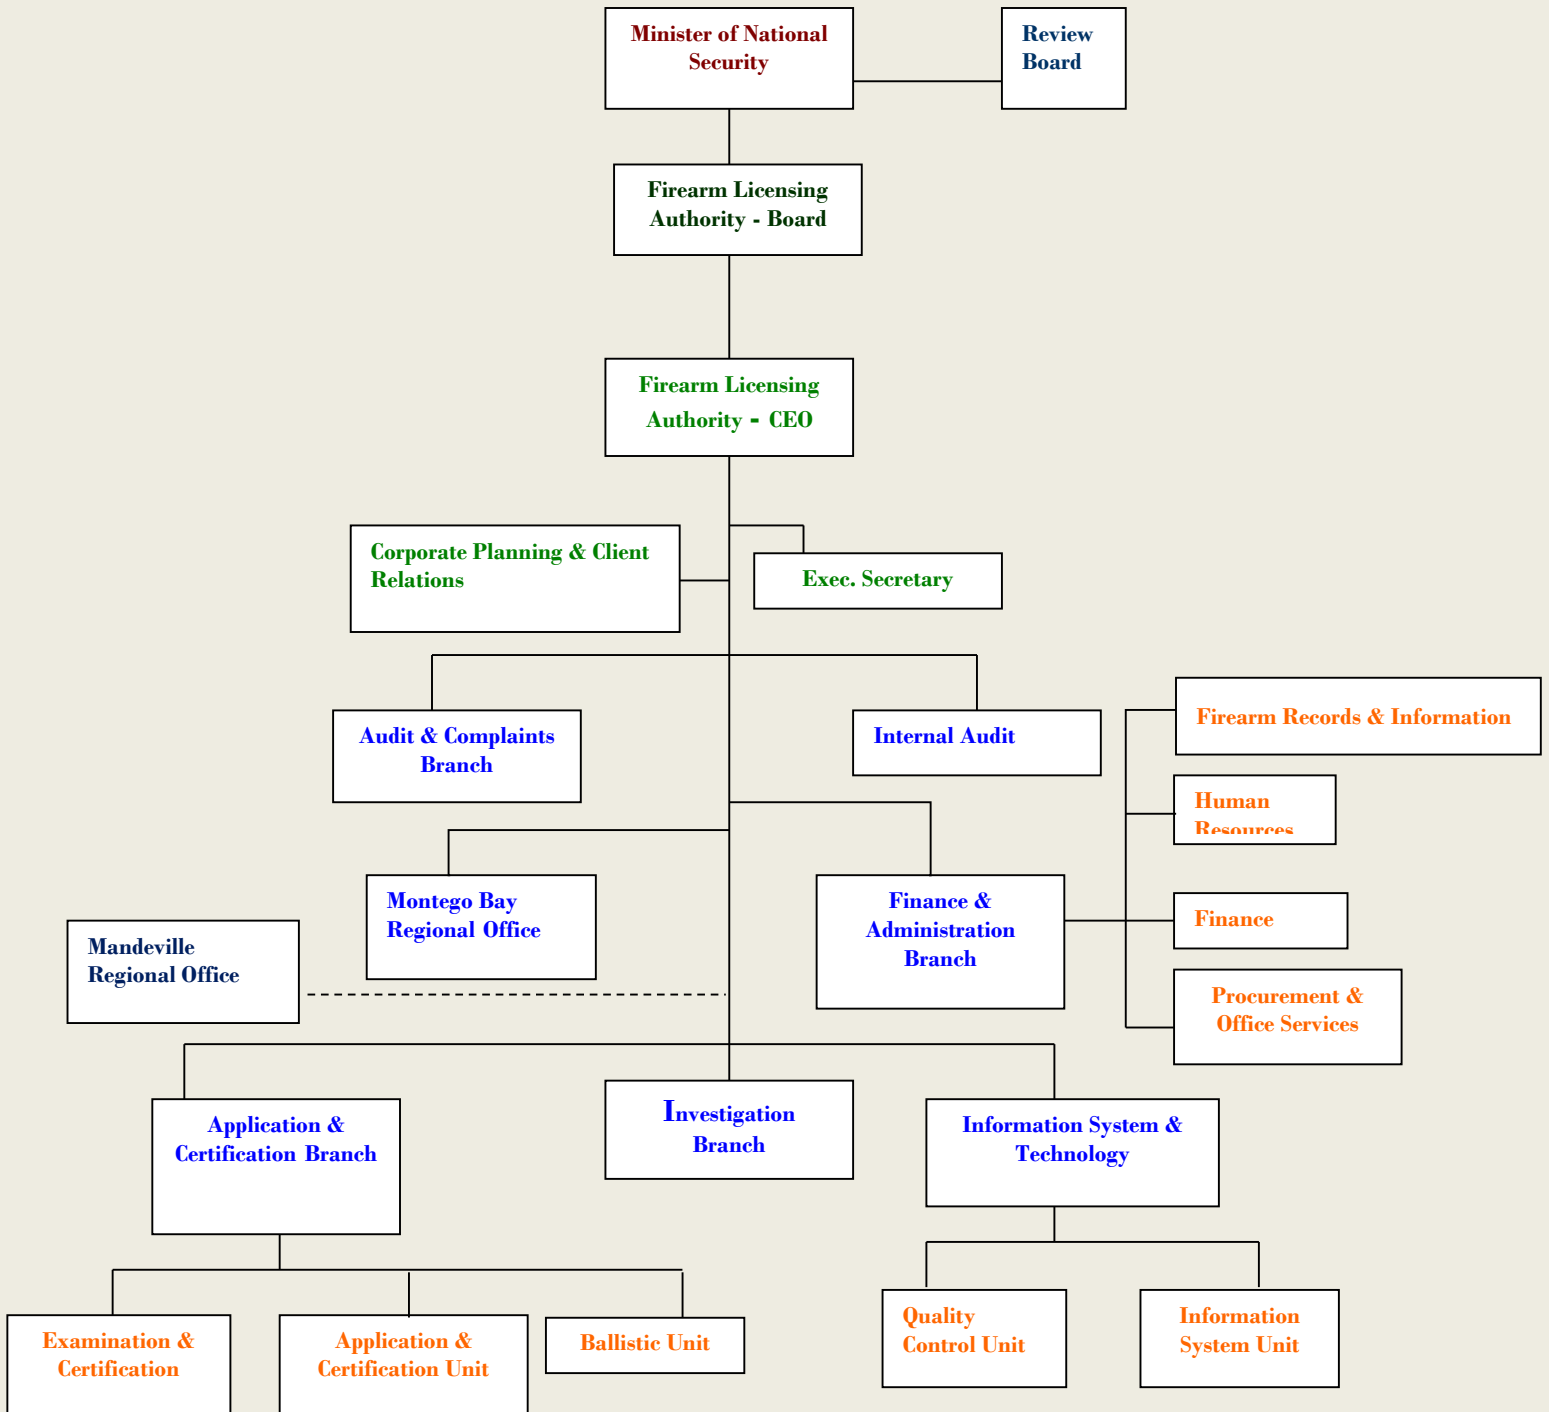 Minister of National
Security
Review
Board
Firearm Licensing
Authority - Board
Firearm Licensing
Authority - CEO
Corporate Planning & Client
Relations
Exec. Secretary
Audit & Complaints
Branch
Internal Audit
Firearm Records & Information
Human
Resources
Montego Bay
Regional Office
Finance &
Administration
Branch
Finance
Mandeville
Regional Office
Procurement &
Office Services
Application &
Certification Branch
Investigation
Branch
Information System &
Technology
Examination &
Certification
Application &
Certification Unit
Ballistic Unit
Quality
Control Unit
Information
System Unit